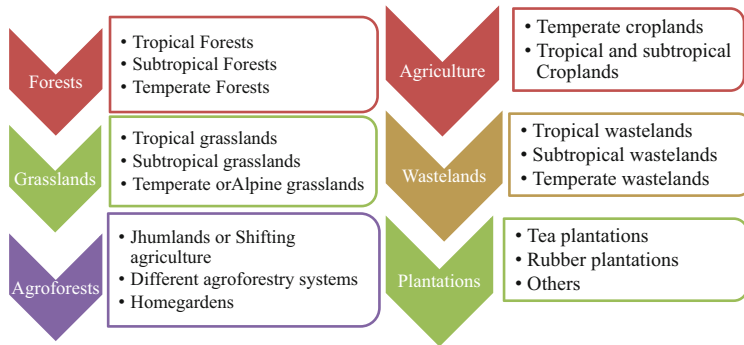 Forests
• Tropical Forests
• Subtropical Forests
• Temperate Forests
Grasslands
• Tropical grasslands
• Subtropical grasslands
• Temperate orAlpine grasslands
Agroforests
• Jhumlands or Shifting
agriculture
• Different agroforestry systems
• Homegardens
Agriculture
• Temperate croplands
• Tropical and subtropical
Croplands
Wastelands
• Tropical wastelands
• Subtropical wastelands
• Temperate wastelands
Plantations
• Tea plantations
• Rubber plantations
• Others